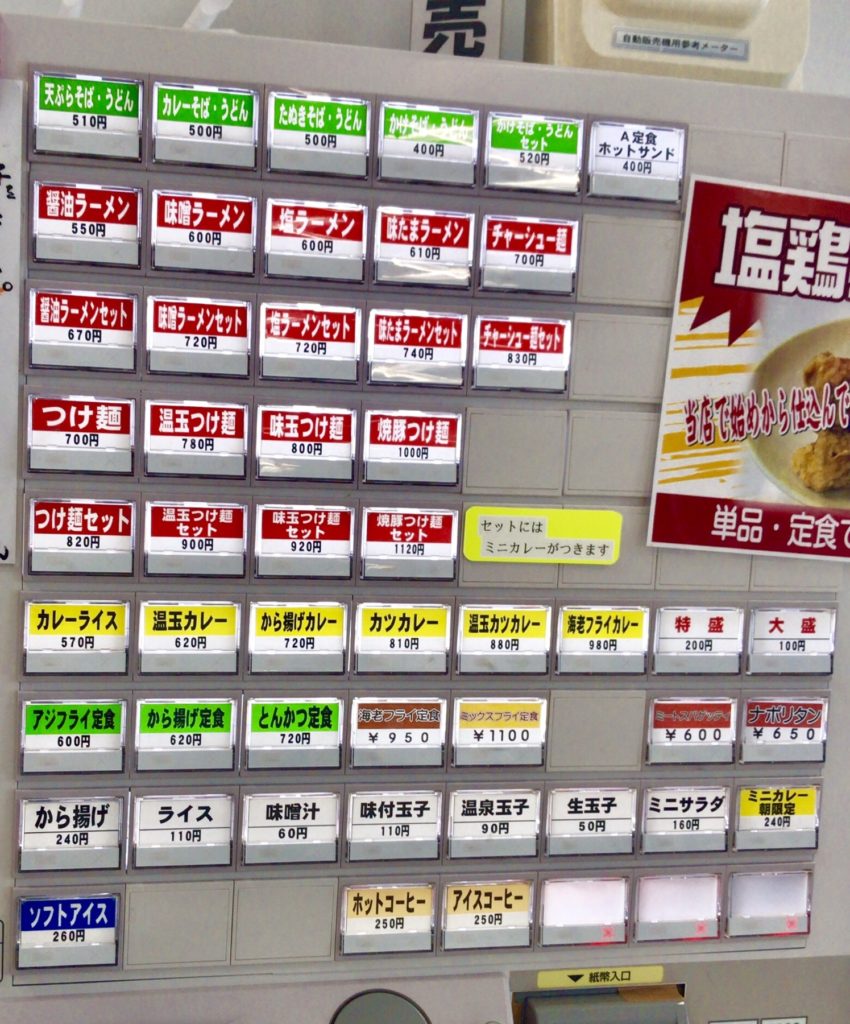 売
自動販売機用参考メーター
天ぷらそば・うどん
510円
カレーそば・うどん
500円
たぬきそば・うどん
500円
かけそば・うどん
400円
かけそば・うどん
セット
520円
A定食
ホットサンド
400円
醤油ラーメン
550円
味噌ラーメン
600円
塩ラーメン
600円
味たまラーメン
610円
チャーシュー麺
700円
醤油ラーメンセット
670円
味噌ラーメンセット
720円
塩ラーメンセット
720円
味たまラーメンセット
740円
チャーシュー麺セット
830円
つけ麺
700円
温玉つけ麺
780円
味玉つけ麺
800円
焼豚つけ麺
1000円
つけ麺セット
820円
温玉つけ麺
セット
900円
味玉つけ麺
セット
920円
焼豚つけ麺
セット
1120円
セットには
ミニカレーがつきます
カレーライス
570円
温玉カレー
620円
から揚げカレー
720円
カツカレー
810円
温玉カツカレー
880円
海老フライカレー
980円
特盛
200円
大盛
100円
アジフライ定食
600円
から揚げ定食
620円
とんかつ定食
720円
海老フライ定食
¥950
ミックスフライ定食
¥1100
ミートスパゲッティ
¥600
ナポリタン
¥650
から揚げ
240円
ライス
110円
味噌汁
60円
味付玉子
110円
温泉玉子
90円
生玉子
50円
ミニサラダ
160円
ミニカレー
朝限定
240円
ソフトアイス
260円
ホットコーヒー
250円
アイスコーヒー
250円
塩鶏
当店で始めから仕込んで
単品・定食で
▼ 紙幣入口